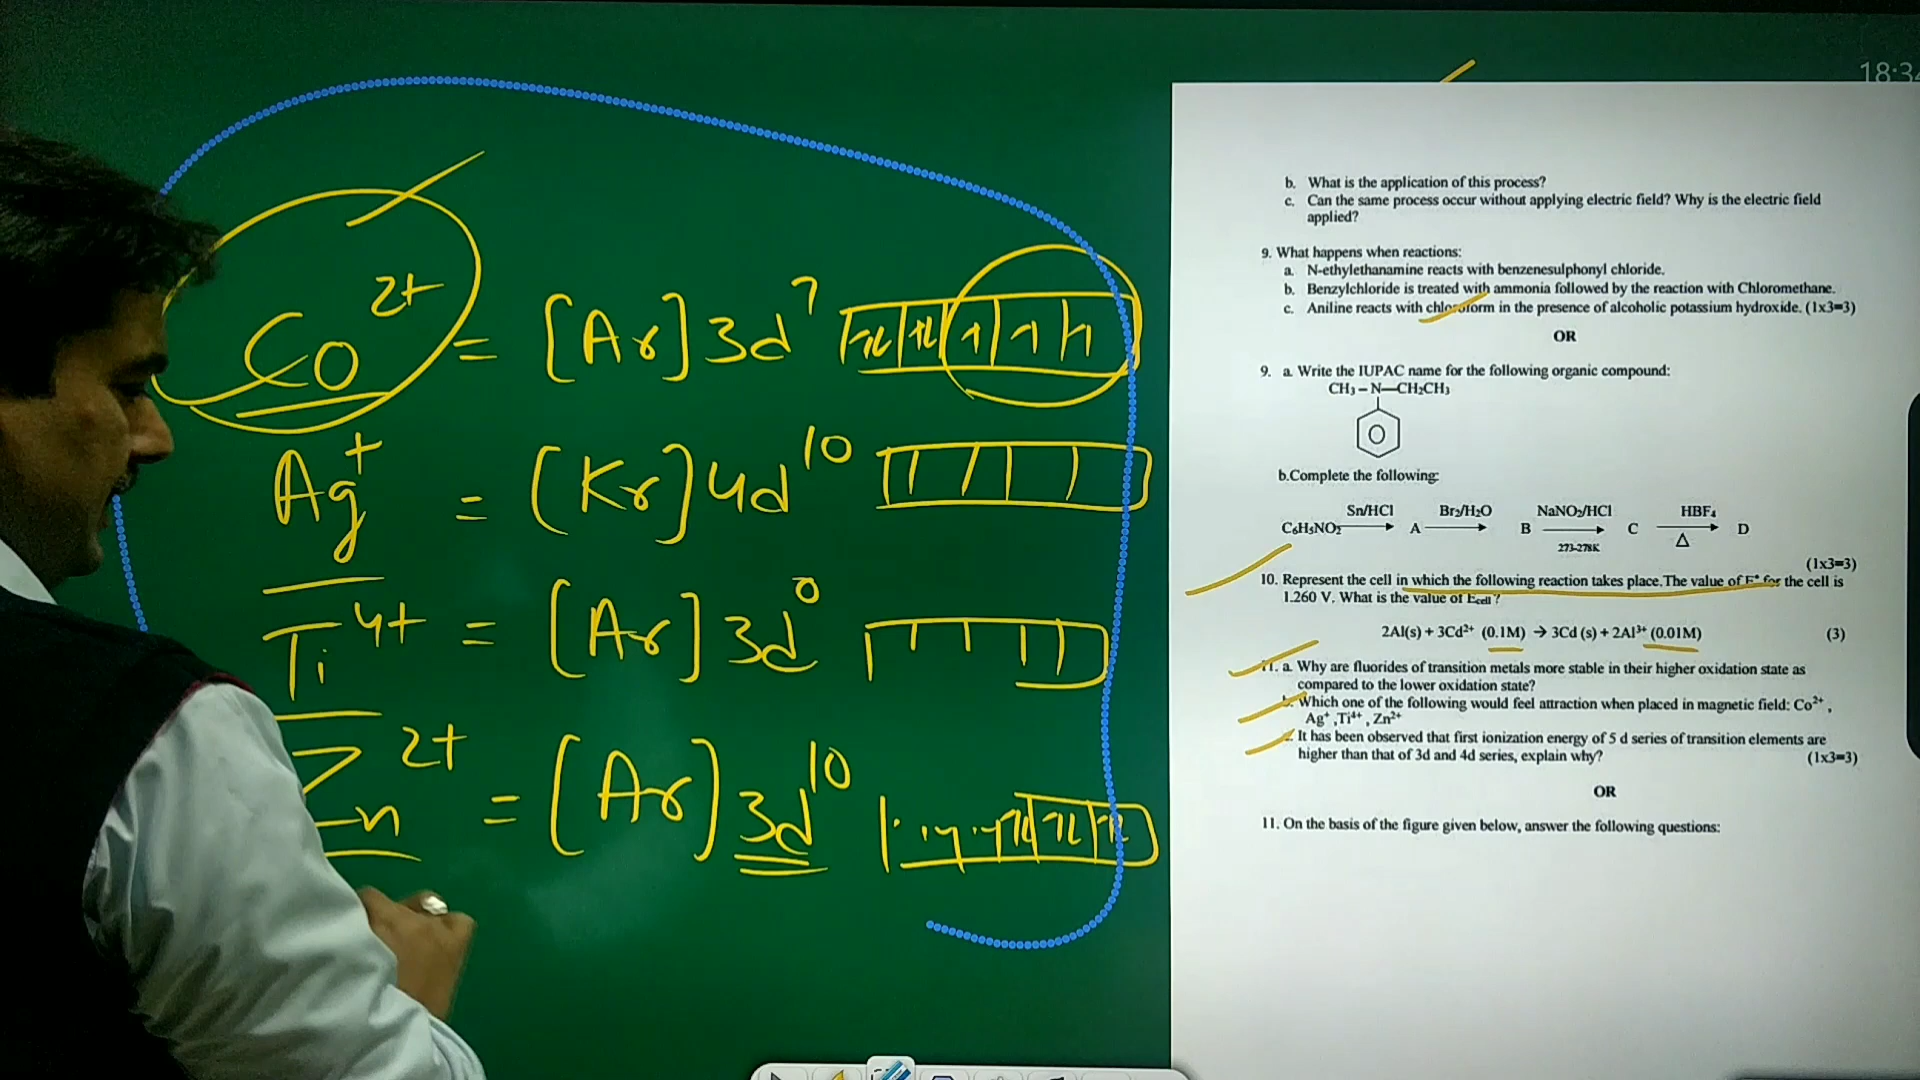 18:34
Co²⁺ = [Ar]3d⁷
Ag⁺ = (Kr]4d¹⁰
Ti⁴⁺ = [Ar]3d⁰
Zn²⁺ = [Ar)3d¹⁰
b. What is the application of this process?
c. Can the same process occur without applying electric field? Why is the electric field
applied?
9. What happens when reactions:
a. N-ethylethanamine reacts with benzenesulphonyl chloride.
b. Benzylchloride is treated with ammonia followed by the reaction with Chloromethane.
c. Aniline reacts with chloroform in the presence of alcoholic potassium hydroxide. (1x3=3)
OR
9. a. Write the IUPAC name for the following organic compound:
CH₃ – N—CH₂CH₃
b.Complete the following:
Sn/HCl Br₂/H₂O NaNO₂/HCl HBF₄
C₆H₅NO₂ → A → B → C → D
273-278K Δ
(1x3=3)
10. Represent the cell in which the following reaction takes place.The value of E˚ for the cell is
1.260 V. What is the value of Ecell ?
2Al(s) + 3Cd²⁺ (0.1M) → 3Cd (s) + 2Al³⁺ (0.01M) (3)
11. a. Why are fluorides of transition metals more stable in their higher oxidation state as
compared to the lower oxidation state?
b. Which one of the following would feel attraction when placed in magnetic field: Co²⁺ ,
Ag⁺ ,Ti⁴⁺ , Zn²⁺
It has been observed that first ionization energy of 5 d series of transition elements are
higher than that of 3d and 4d series, explain why? (1x3=3)
OR
11. On the basis of the figure given below, answer the following questions: